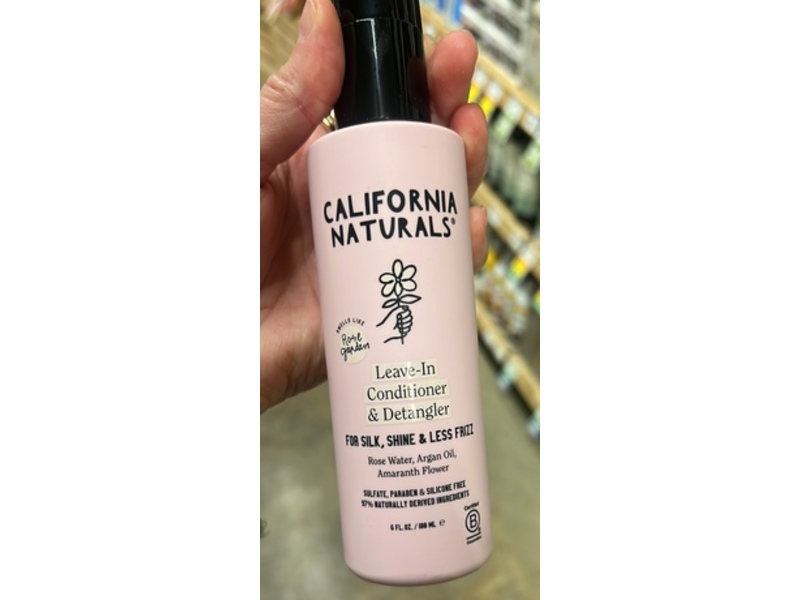 CALIFORNIA
NATURALS®
SMELLS LIKE
Rose
garden
Leave-In
Conditioner
& Detangler
FOR SILK, SHINE & LESS FRIZZ
Rose Water, Argan Oil,
Amaranth Flower
SULFATE, PARABEN & SILICONE FREE
97% NATURALLY DERIVED INGREDIENTS
6 FL.OZ. / 180 ML ℮
Certified
B
Corporation